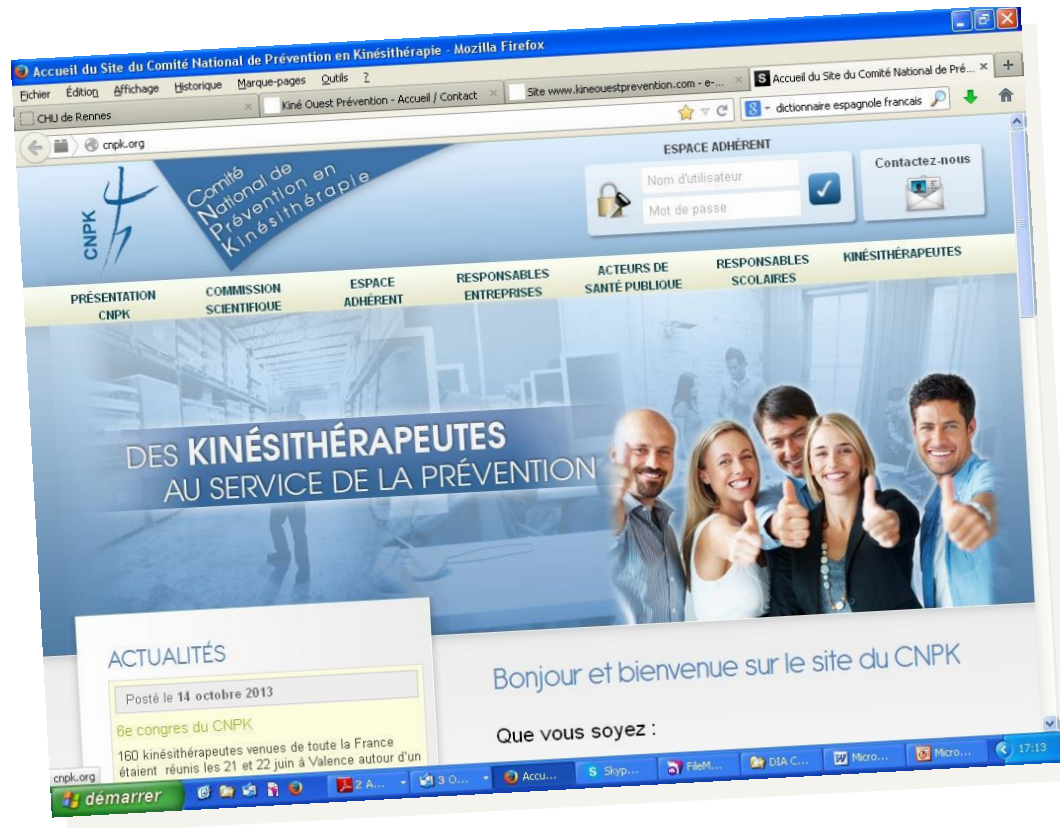 Accueil du Site du Comité National de Prévention en Kinésithérapie - Mozilla Firefox
Fichier Édition Affichage Historique Marque-pages Outils ?
CHU de Rennes
Kiné Ouest Prévention - Accueil / Contact
Site www.kineouestprevention.com - e-...
Accueil du Site du Comité National de Pré...
cnpk.org
dictionnaire espagnole francais
CNPK
Comité
National de
Prévention en
Kinésithérapie
ESPACE ADHÉRENT
Nom d'utilisateur
Mot de passe
Contactez-nous
PRÉSENTATION
CNPK
COMMISSION
SCIENTIFIQUE
ESPACE
ADHÉRENT
RESPONSABLES
ENTREPRISES
ACTEURS DE
SANTÉ PUBLIQUE
RESPONSABLES
SCOLAIRES
KINÉSITHÉRAPEUTES
DES KINÉSITHÉRAPEUTES
AU SERVICE DE LA PRÉVENTION
ACTUALITÉS
Posté le 14 octobre 2013
6e congres du CNPK
160 kinésithérapeutes venues de toute la France
étaient réunis les 21 et 22 juin à Valence autour d'un
Bonjour et bienvenue sur le site du CNPK
Que vous soyez :
cnpk.org
démarrer
2 A...
3 O...
Accu...
Skyp...
FileM...
DIA C...
Micro...
Micro...
17:13